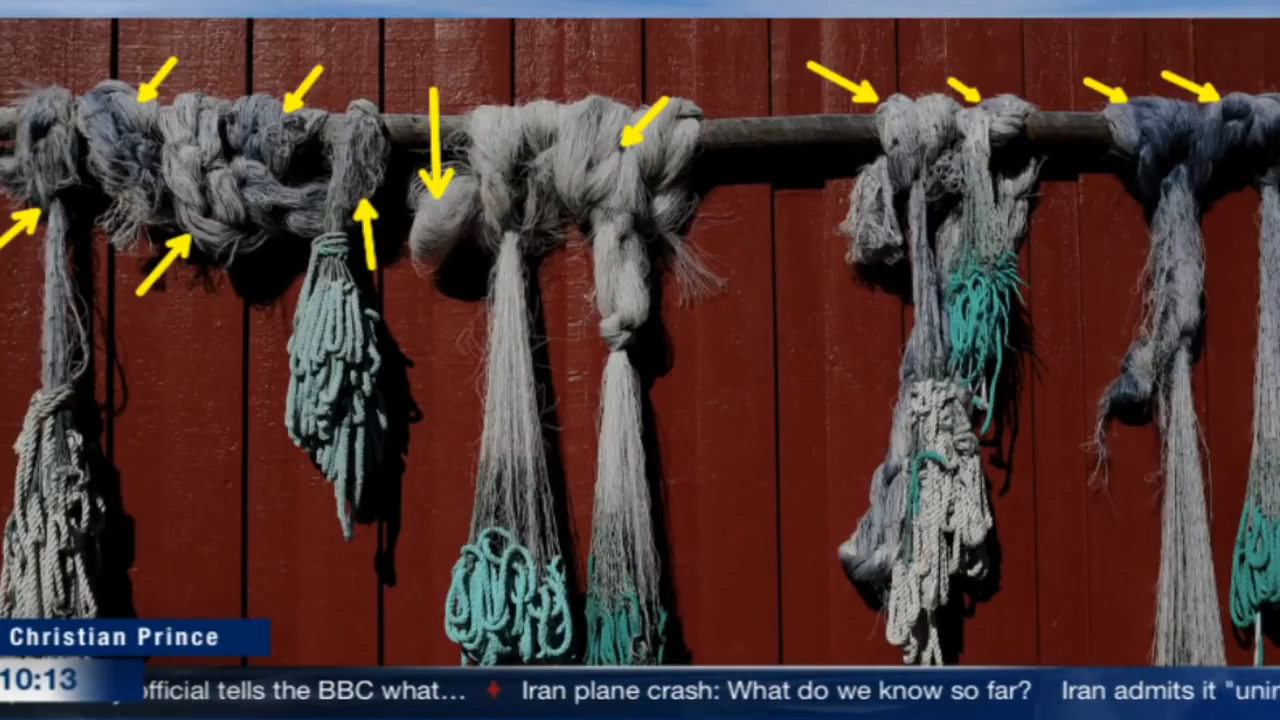 Christian Prince
10:13
official tells the BBC what... Iran plane crash: What do we know so far? Iran admits it